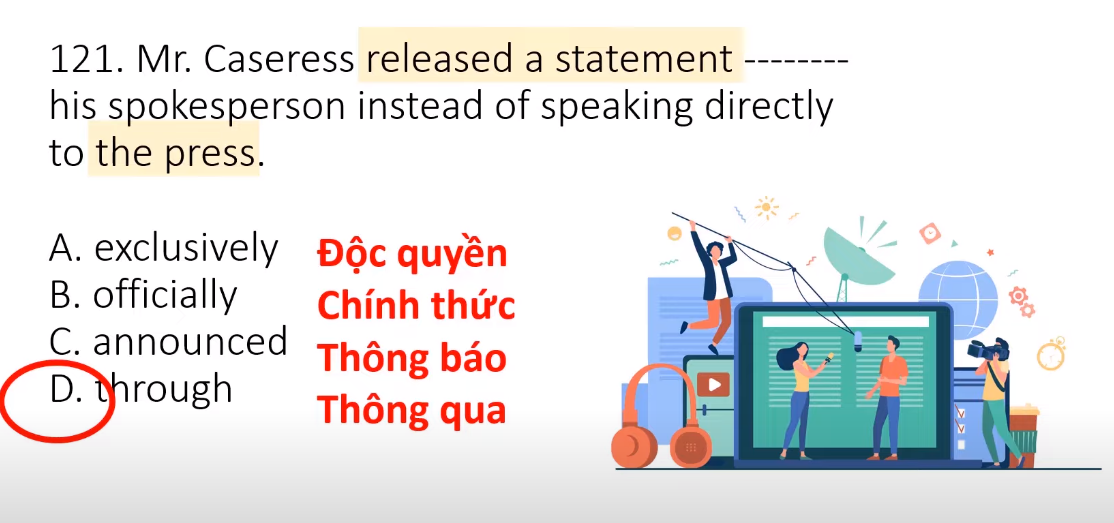 121. Mr. Caseress released a statement --------
his spokesperson instead of speaking directly
to the press.
A. exclusively Độc quyền
B. officially Chính thức
C. announced Thông báo
D. through Thông qua